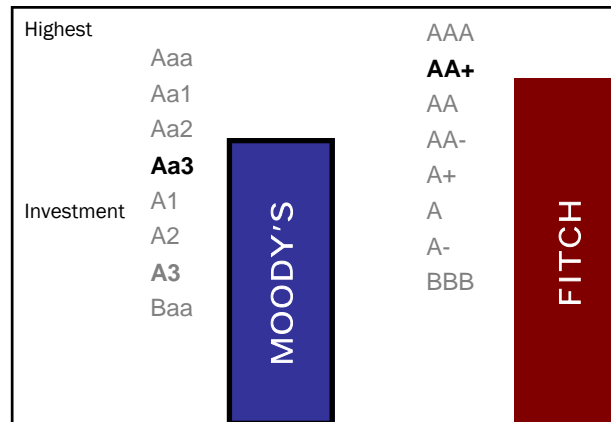 Highest
Aaa
Aa1
Aa2
Aa3
Investment
A1
A2
A3
Baa
MOODY'S
AAA
AA+
AA
AA-
A+
A
A-
BBB
FITCH